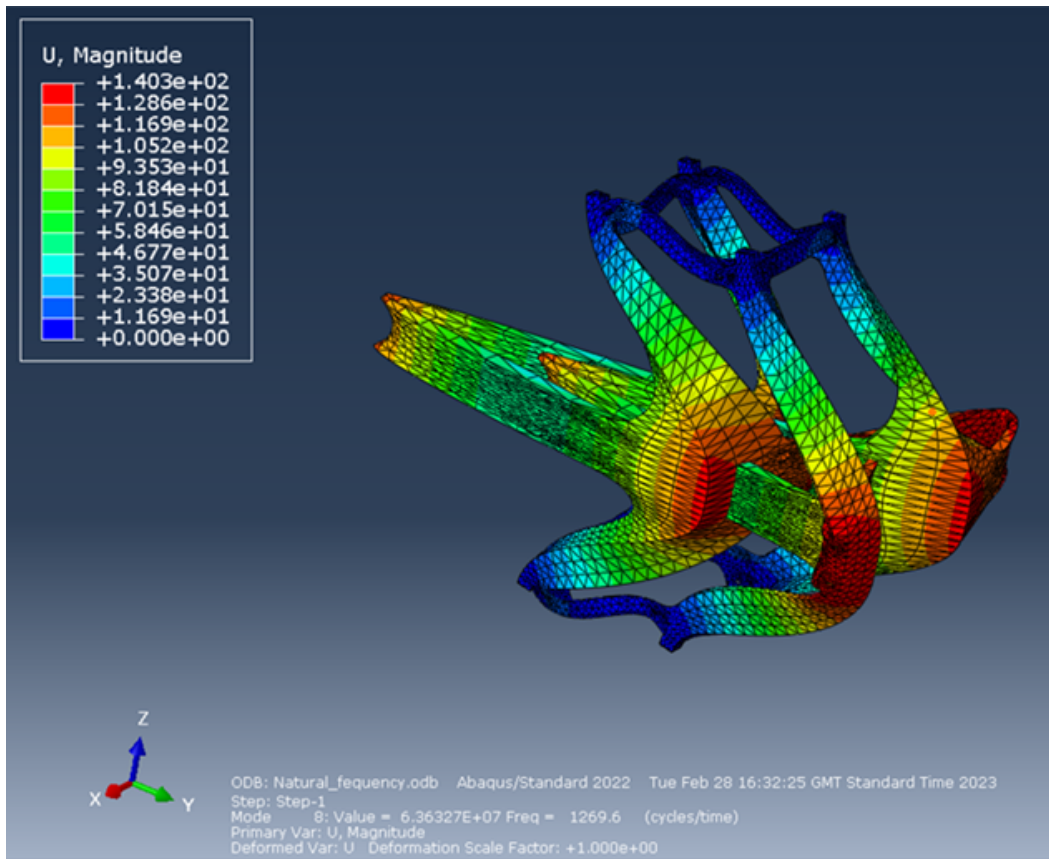 U, Magnitude
+1.403e+02
+1.286e+02
+1.169e+02
+1.052e+02
+9.353e+01
+8.184e+01
+7.015e+01
+5.846e+01
+4.677e+01
+3.507e+01
+2.338e+01
+1.169e+01
+0.000e+00
Z
X
Y
ODB: Natural_fequency.odb Abaqus/Standard 2022 Tue Feb 28 16:32:25 GMT Standard Time 2023
Step: Step-1
Mode 8: Value = 6.36327E+07 Freq = 1269.6 (cycles/time)
Primary Var: U, Magnitude
Deformed Var: U Deformation Scale Factor: +1.000e+00